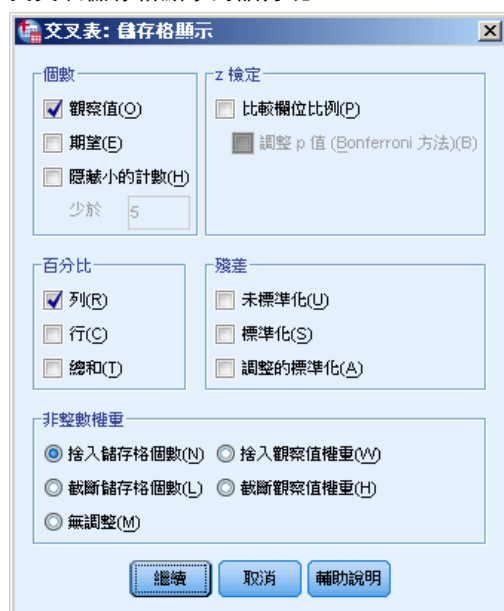 交叉表: 儲存格顯示
個數
觀察值(O)
期望(E)
隱藏小的計數(H)
少於 5
z 檢定
比較欄位比例(P)
調整 p 值 (Bonferroni 方法)(B)
百分比
列(R)
行(C)
總和(T)
殘差
未標準化(U)
標準化(S)
調整的標準化(A)
非整數權重
捨入儲存格個數(N) 捨入觀察值權重(W)
截斷儲存格個數(L) 截斷觀察值權重(H)
無調整(M)
繼續 取消 輔助說明